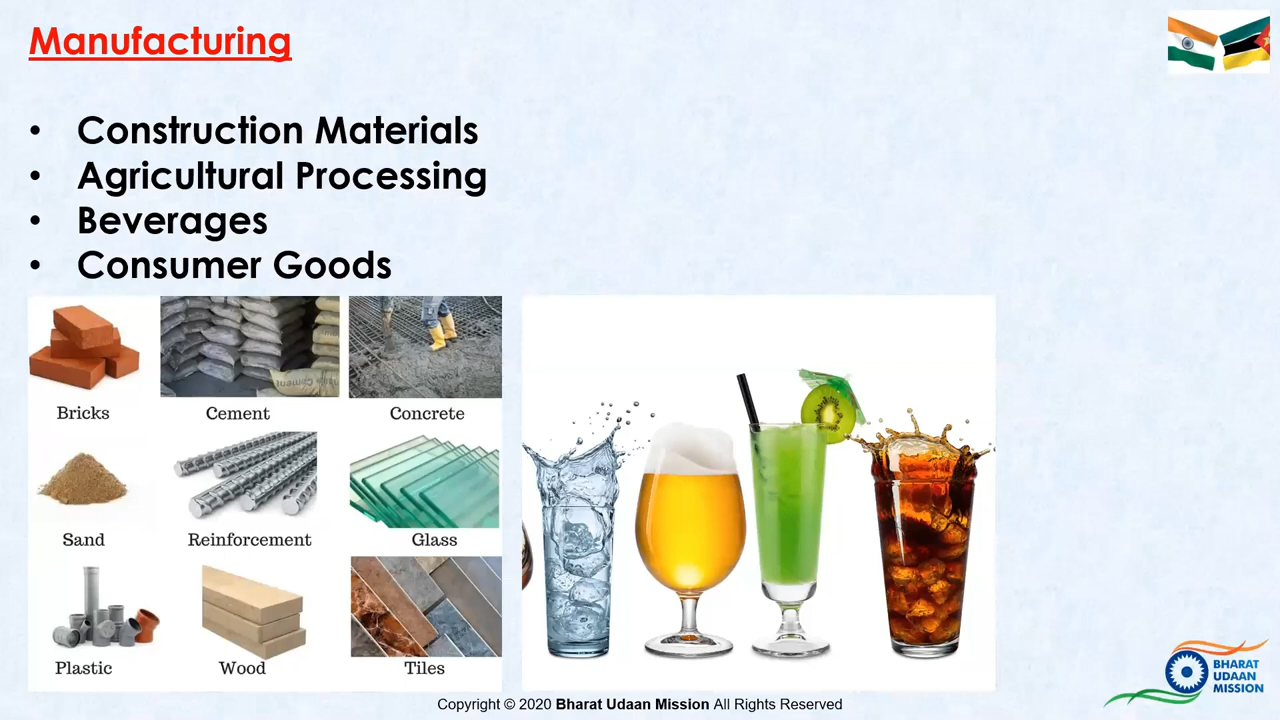 Manufacturing
• Construction Materials
• Agricultural Processing
• Beverages
• Consumer Goods
Bricks
Cement
Concrete
Sand
Reinforcement
Glass
Plastic
Wood
Tiles
BHARAT
UDAAN
MISSION
Copyright © 2020 Bharat Udaan Mission All Rights Reserved